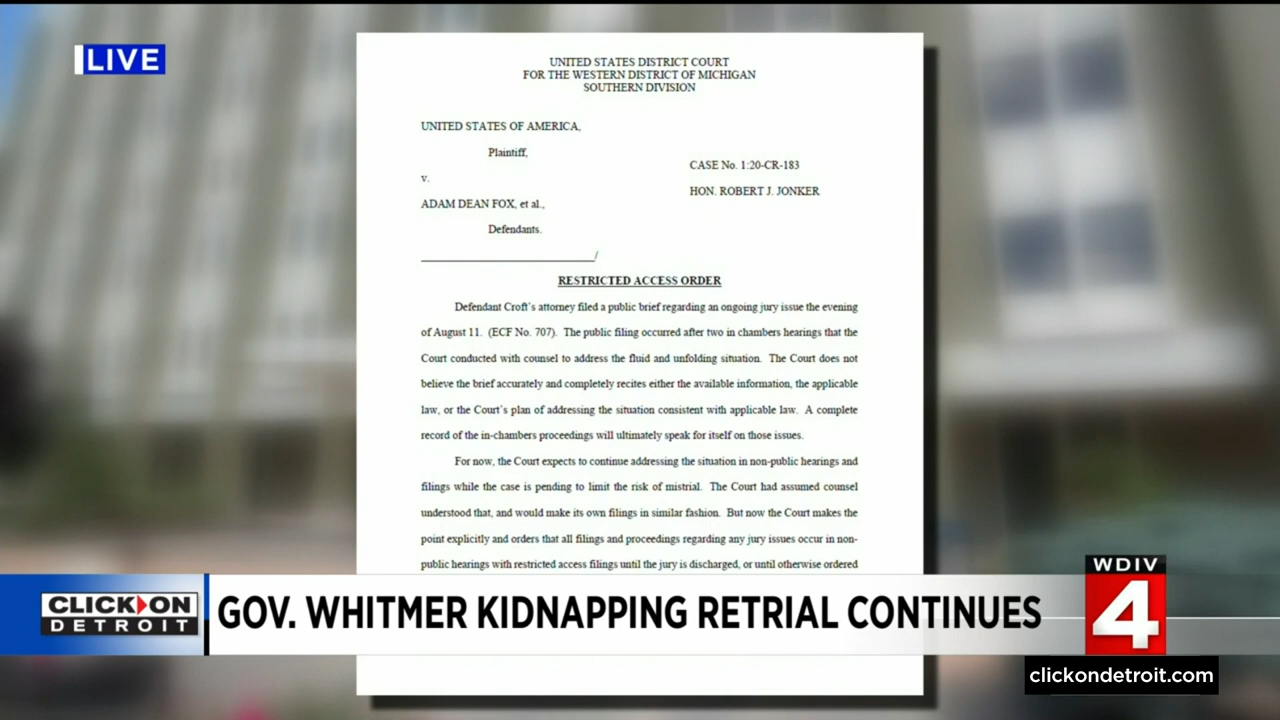 LIVE
UNITED STATES DISTRICT COURT
FOR THE WESTERN DISTRICT OF MICHIGAN
SOUTHERN DIVISION
UNITED STATES OF AMERICA,
Plaintiff,
CASE No. 1:20-CR-183
v.
HON. ROBERT J. JONKER
ADAM DEAN FOX, et al.,
Defendants.
/
RESTRICTED ACCESS ORDER
Defendant Croft's attorney filed a public brief regarding an ongoing jury issue the evening
of August 11. (ECF No. 707). The public filing occurred after two in chambers hearings that the
Court conducted with counsel to address the fluid and unfolding situation. The Court does not
believe the brief accurately and completely recites either the available information, the applicable
law, or the Court's plan of addressing the situation consistent with applicable law. A complete
record of the in-chambers proceedings will ultimately speak for itself on those issues.
For now, the Court expects to continue addressing the situation in non-public hearings and
filings while the case is pending to limit the risk of mistrial. The Court had assumed counsel
understood that, and would make its own filings in similar fashion. But now the Court makes the
point explicitly and orders that all filings and proceedings regarding any jury issues occur in non-
public hearings with restricted access filings until the jury is discharged, or until otherwise ordered
CLICK ON
DETROIT
GOV. WHITMER KIDNAPPING RETRIAL CONTINUES
WDIV
4
clickondetroit.com